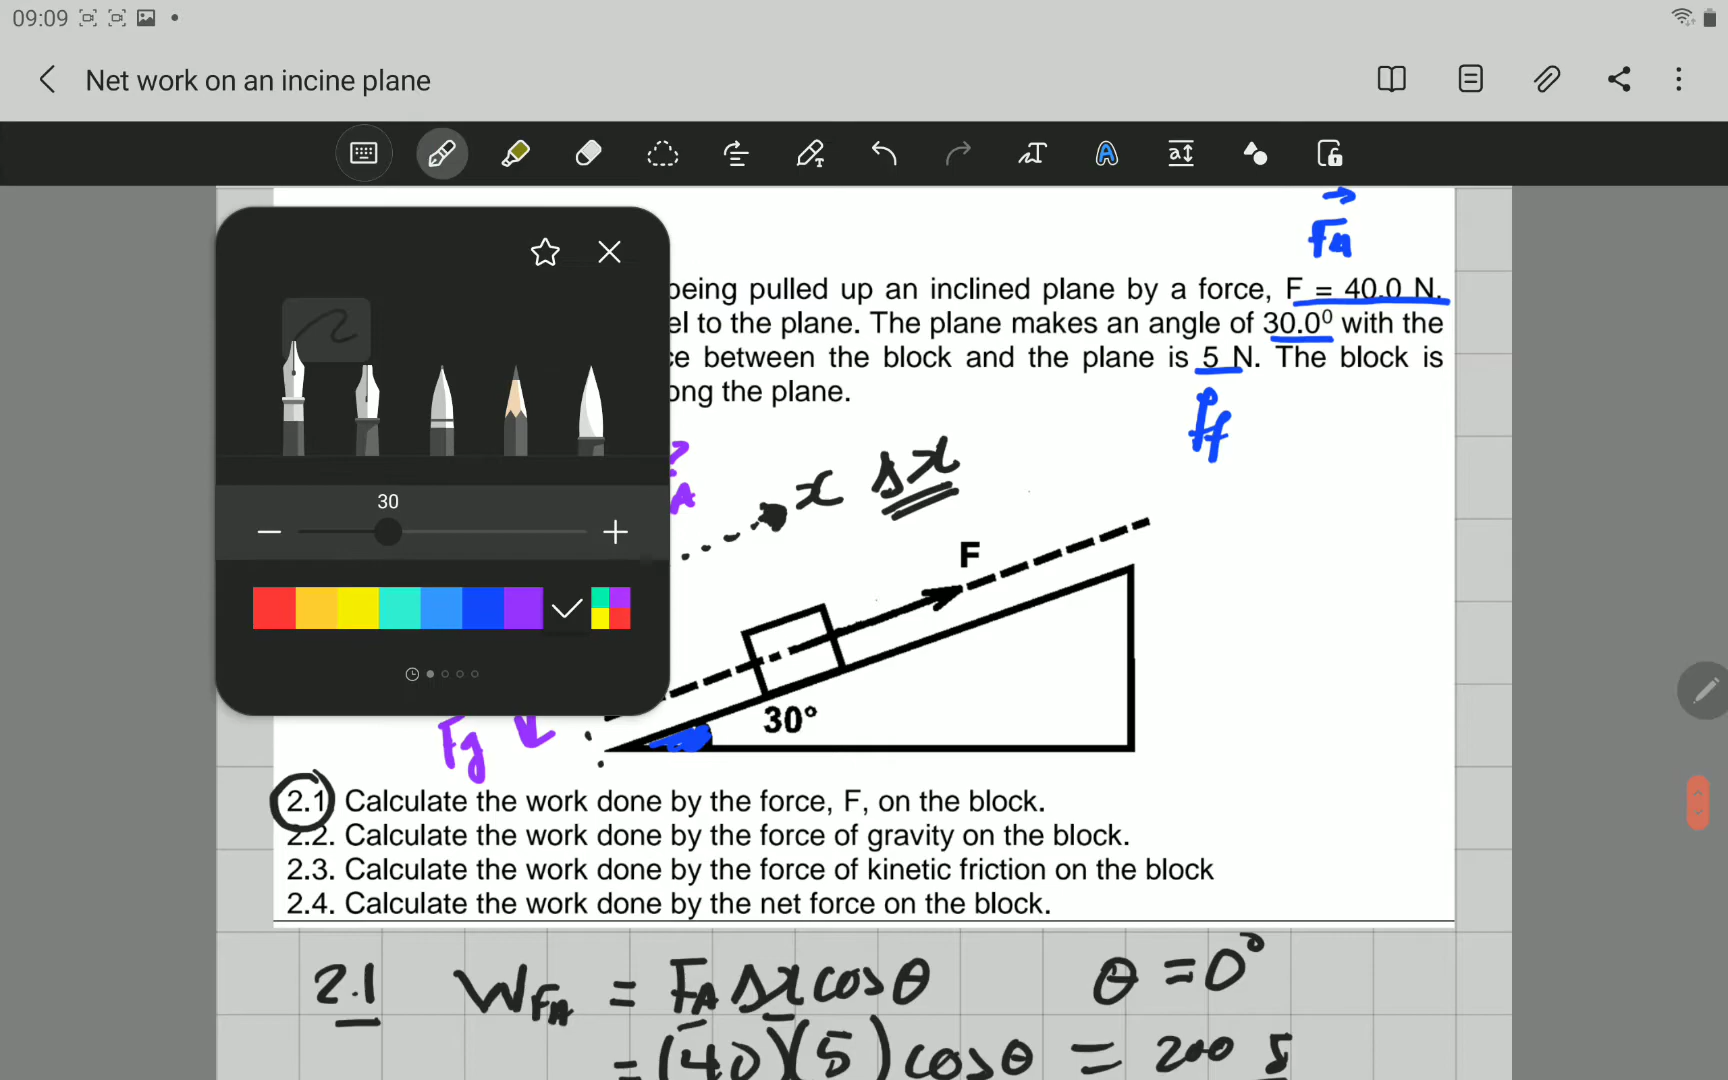 09:09
Net work on an incine plane
FA
being pulled up an inclined plane by a force, F = 40.0 N.
el to the plane. The plane makes an angle of 30.0⁰ with the
ce between the block and the plane is 5 N. The block is
ong the plane.
30
ff
?
A
x Δx
F
30°
Fg
2.1 Calculate the work done by the force, F, on the block.
2.2. Calculate the work done by the force of gravity on the block.
2.3. Calculate the work done by the force of kinetic friction on the block
2.4. Calculate the work done by the net force on the block.
2.1 WFA = FA Δx cosθ θ = 0°
= (40)(5) cosθ = 200 J